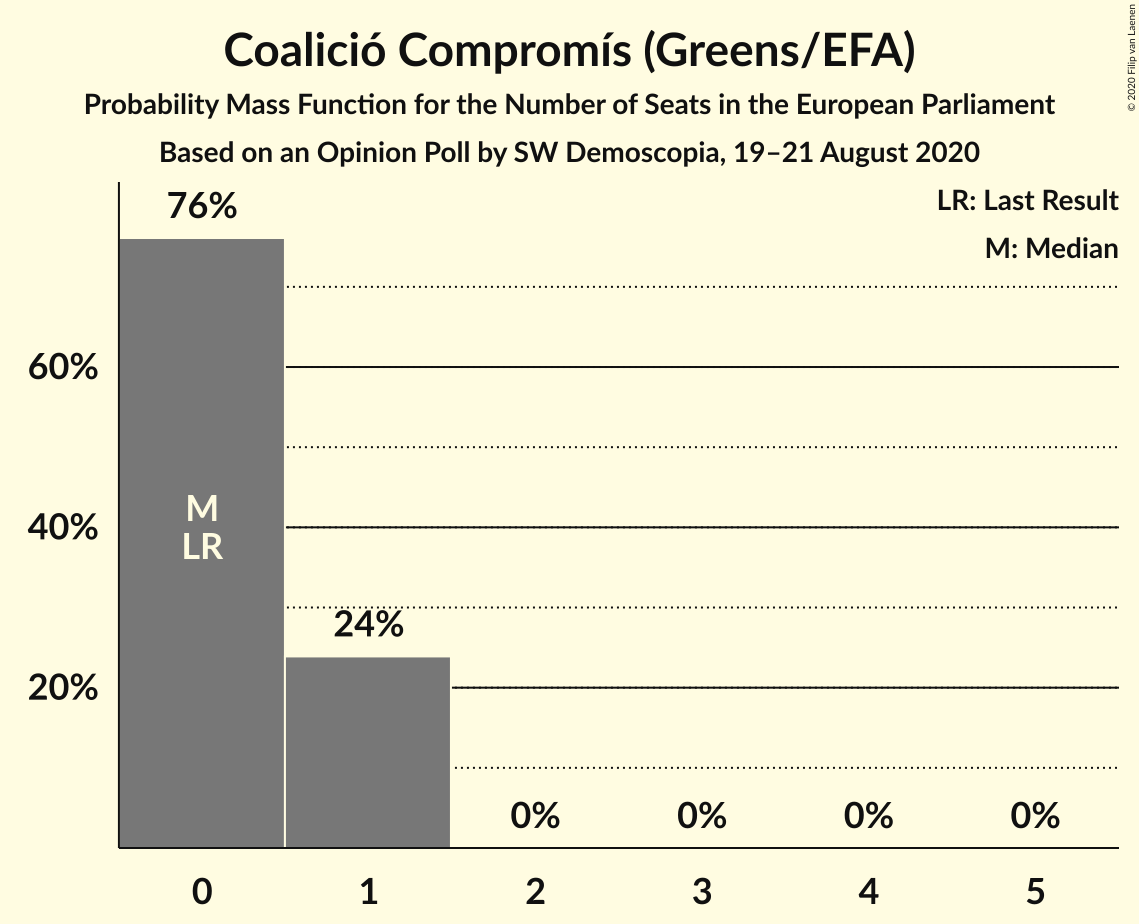 Coalició Compromís (Greens/EFA)
Probability Mass Function for the Number of Seats in the European Parliament
Based on an Opinion Poll by SW Demoscopia, 19–21 August 2020
© 2020 Filip van Laenen
LR: Last Result
M: Median
76%
60%
M
40%
LR
24%
20%
0% 0% 0% 0%
0 1 2 3 4 5